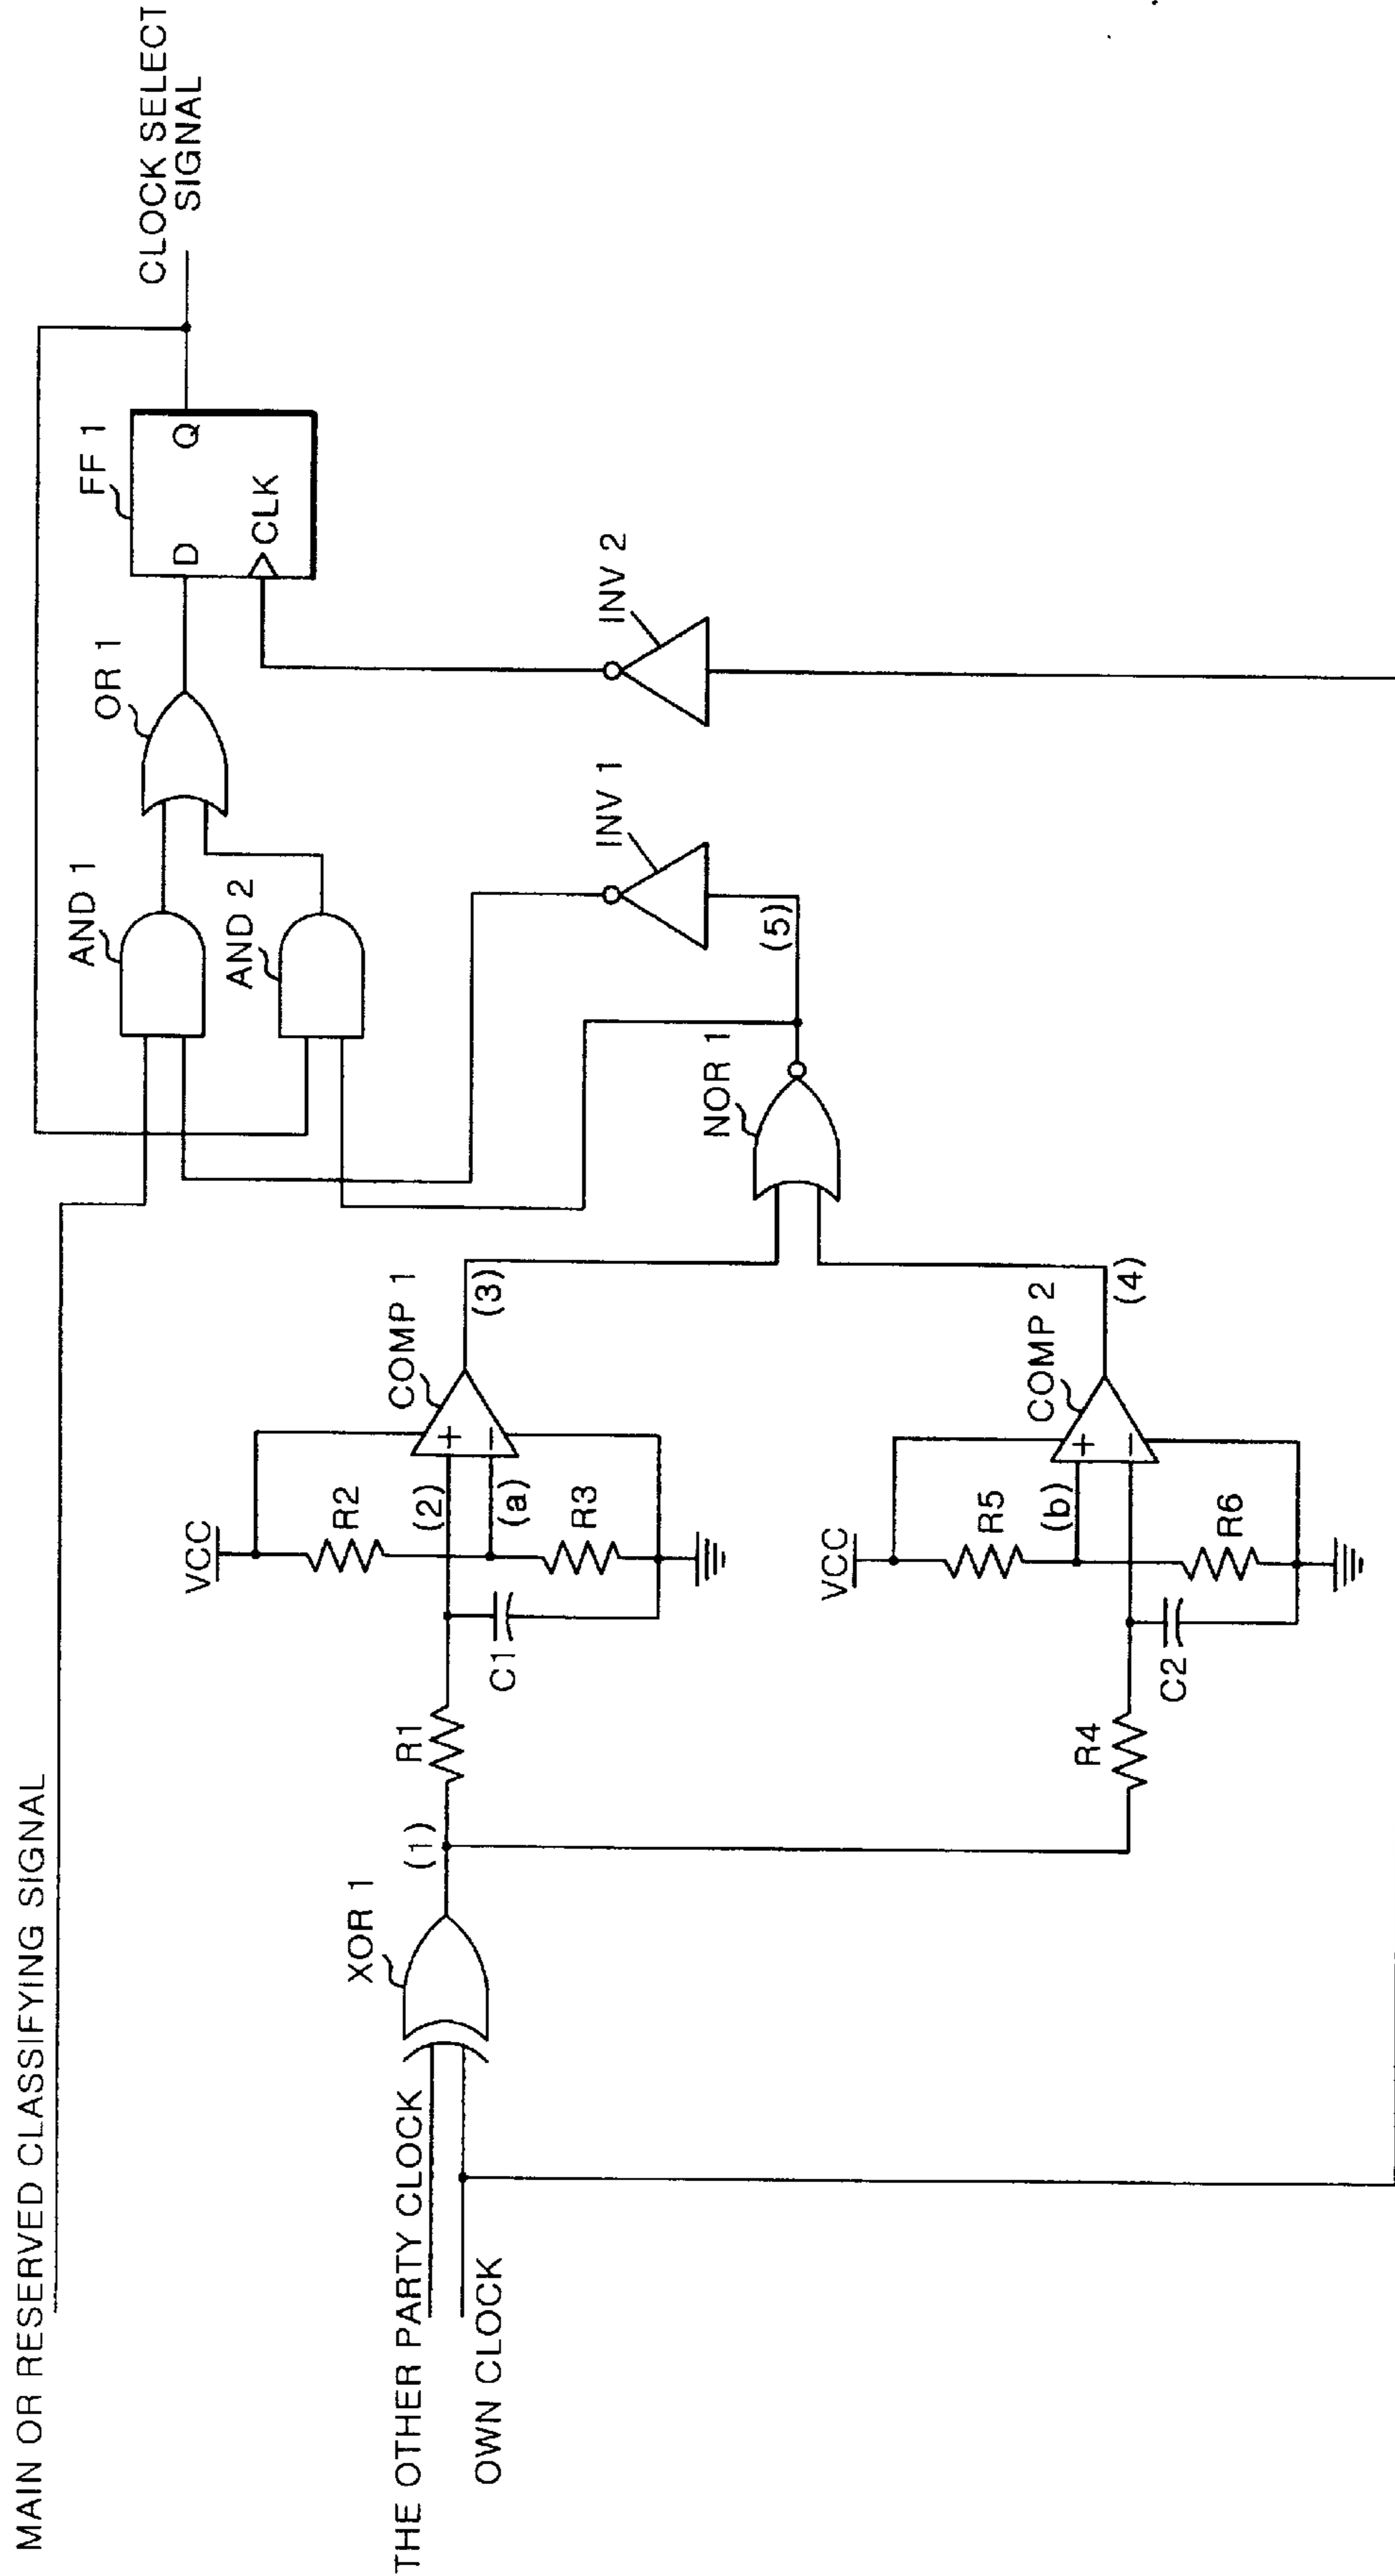 MAIN OR RESERVED CLASSIFYING SIGNAL
THE OTHER PARTY CLOCK
OWN CLOCK
XOR 1
(1)
R1
R4
C1
C2
VCC
R2
(2)
(a)
R3
COMP 1
(3)
VCC
R5
(b)
R6
COMP 2
(4)
+
−
+
−
NOR 1
(5)
AND 1
AND 2
INV 1
OR 1
INV 2
FF 1
D
Q
CLK
CLOCK SELECT
SIGNAL